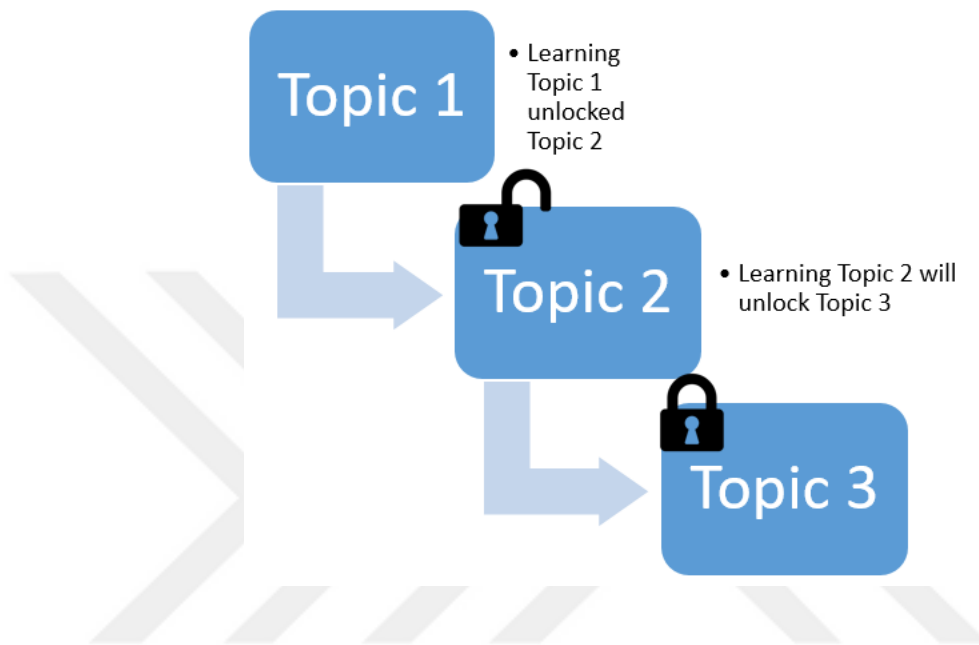 Topic 1
• Learning
Topic 1
unlocked
Topic 2
Topic 2
• Learning Topic 2 will
unlock Topic 3
Topic 3